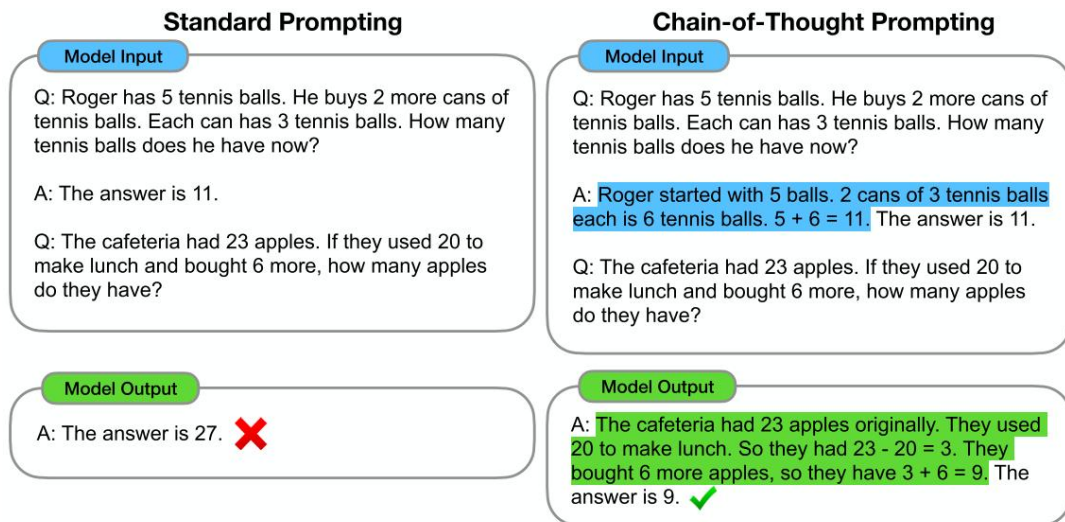 Standard Prompting
Model Input
Q: Roger has 5 tennis balls. He buys 2 more cans of
tennis balls. Each can has 3 tennis balls. How many
tennis balls does he have now?
A: The answer is 11.
Q: The cafeteria had 23 apples. If they used 20 to
make lunch and bought 6 more, how many apples
do they have?
Model Output
A: The answer is 27.
Chain-of-Thought Prompting
Model Input
Q: Roger has 5 tennis balls. He buys 2 more cans of
tennis balls. Each can has 3 tennis balls. How many
tennis balls does he have now?
A: Roger started with 5 balls. 2 cans of 3 tennis balls
each is 6 tennis balls. 5 + 6 = 11. The answer is 11.
Q: The cafeteria had 23 apples. If they used 20 to
make lunch and bought 6 more, how many apples
do they have?
Model Output
A: The cafeteria had 23 apples originally. They used
20 to make lunch. So they had 23 - 20 = 3. They
bought 6 more apples, so they have 3 + 6 = 9. The
answer is 9.